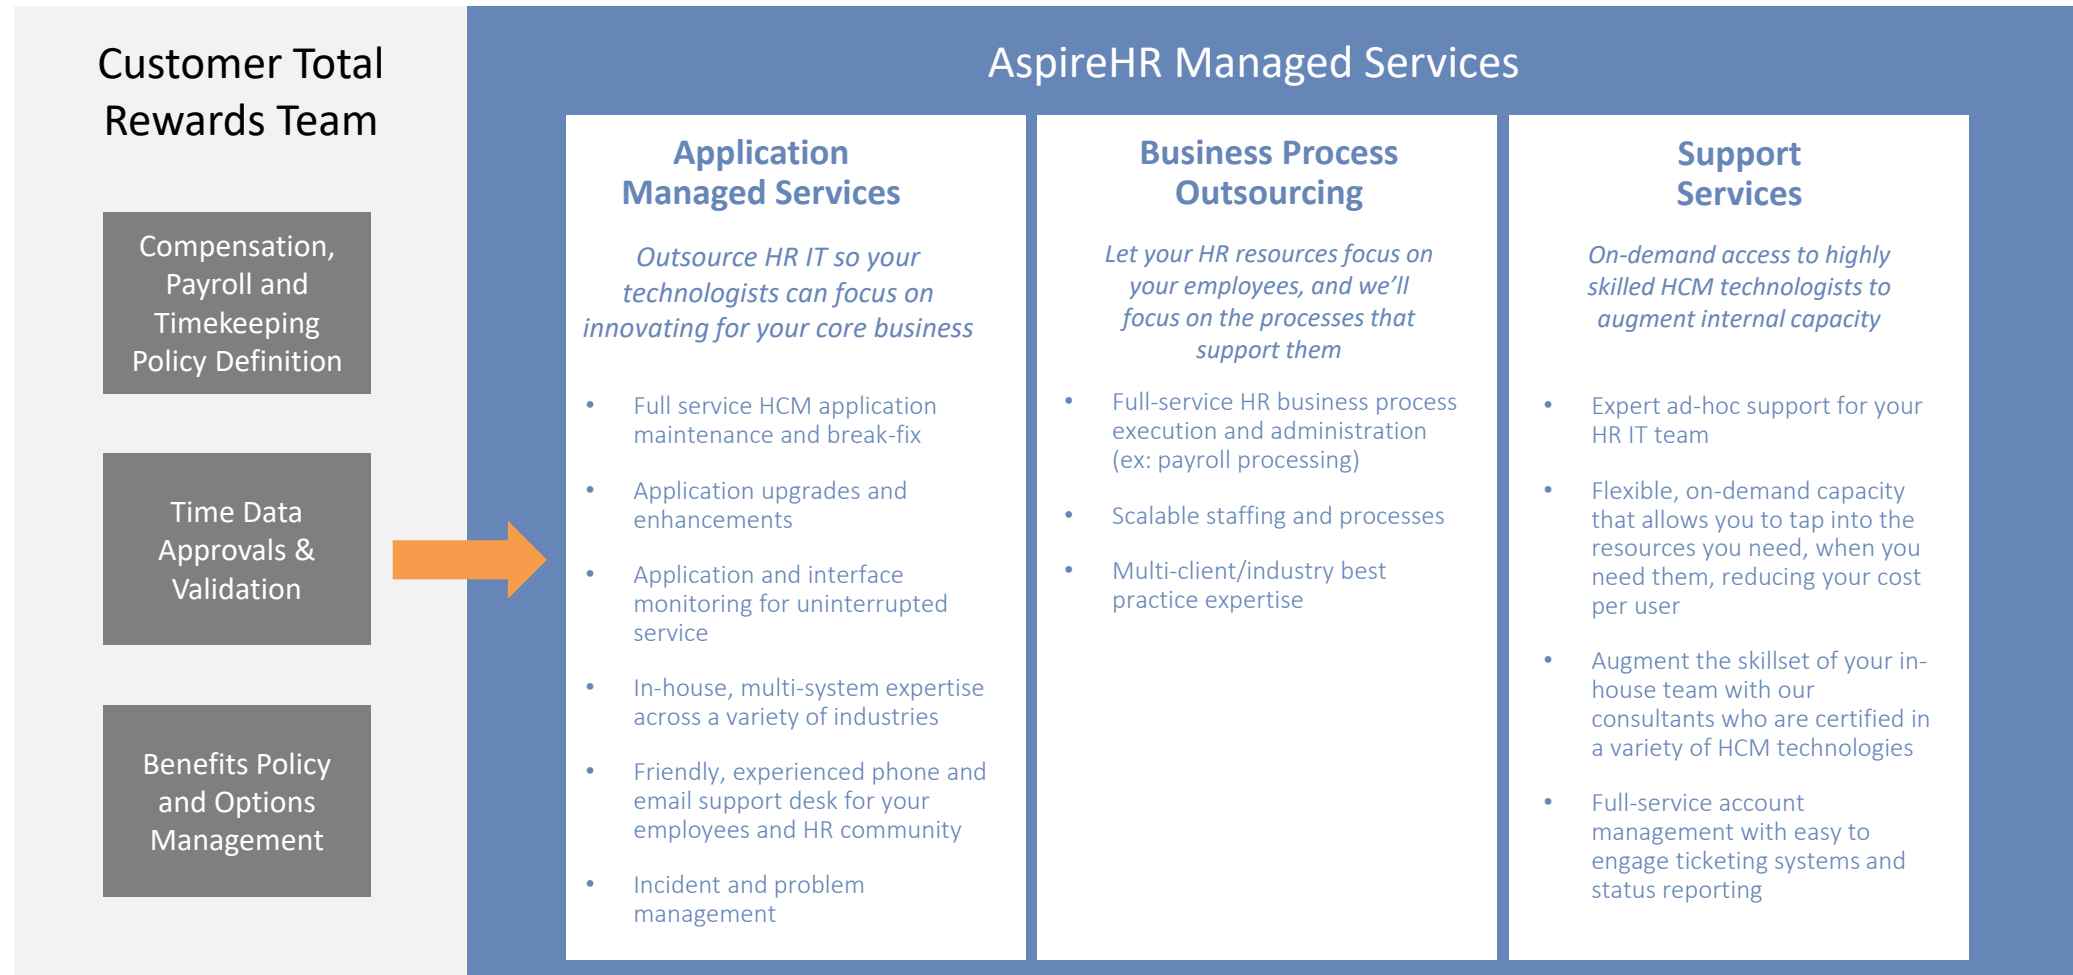 Customer Total
Rewards Team
Compensation,
Payroll and
Timekeeping
Policy Definition
Time Data
Approvals &
Validation
Benefits Policy
and Options
Management
AspireHR Managed Services
Application
Managed Services
Outsource HR IT so your
technologists can focus on
innovating for your core business
• Full service HCM application
maintenance and break-fix
• Application upgrades and
enhancements
• Application and interface
monitoring for uninterrupted
service
• In-house, multi-system expertise
across a variety of industries
• Friendly, experienced phone and
email support desk for your
employees and HR community
• Incident and problem
management
Business Process
Outsourcing
Let your HR resources focus on
your employees, and we’ll
focus on the processes that
support them
• Full-service HR business process
execution and administration
(ex: payroll processing)
• Scalable staffing and processes
• Multi-client/industry best
practice expertise
Support
Services
On-demand access to highly
skilled HCM technologists to
augment internal capacity
• Expert ad-hoc support for your
HR IT team
• Flexible, on-demand capacity
that allows you to tap into the
resources you need, when you
need them, reducing your cost
per user
• Augment the skillset of your in-
house team with our
consultants who are certified in
a variety of HCM technologies
• Full-service account
management with easy to
engage ticketing systems and
status reporting